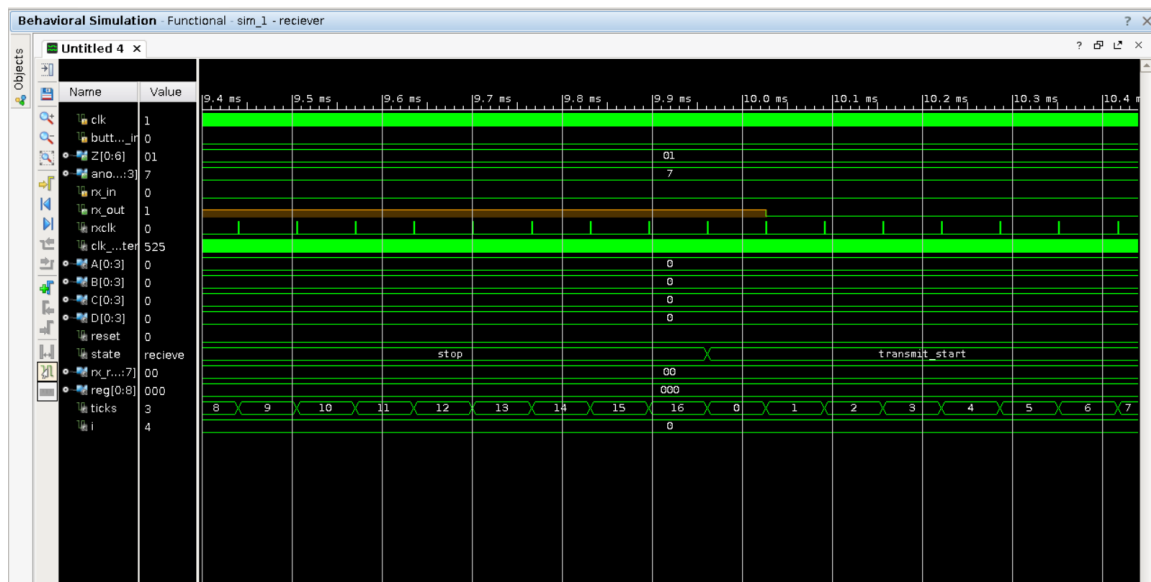 Behavioral Simulation - Functional - sim_1 - reciever ? ×
Objects
Untitled 4 × ?
Name Value
9.4 ms 9.5 ms 9.6 ms 9.7 ms 9.8 ms 9.9 ms 10.0 ms 10.1 ms 10.2 ms 10.3 ms 10.4 m
clk 1
butt..._in 0
Z[0:6] 01 01
ano...:3] 7 7
rx_in 0
rx_out 1
rxclk 0
clk_...ter 525
A[0:3] 0 0
B[0:3] 0 0
C[0:3] 0 0
D[0:3] 0 0
reset 0
state recieve stop transmit_start
rx_r...:7] 00 00
reg[0:8] 000 000
ticks 3 8 9 10 11 12 13 14 15 16 0 1 2 3 4 5 6 7
i 4 0